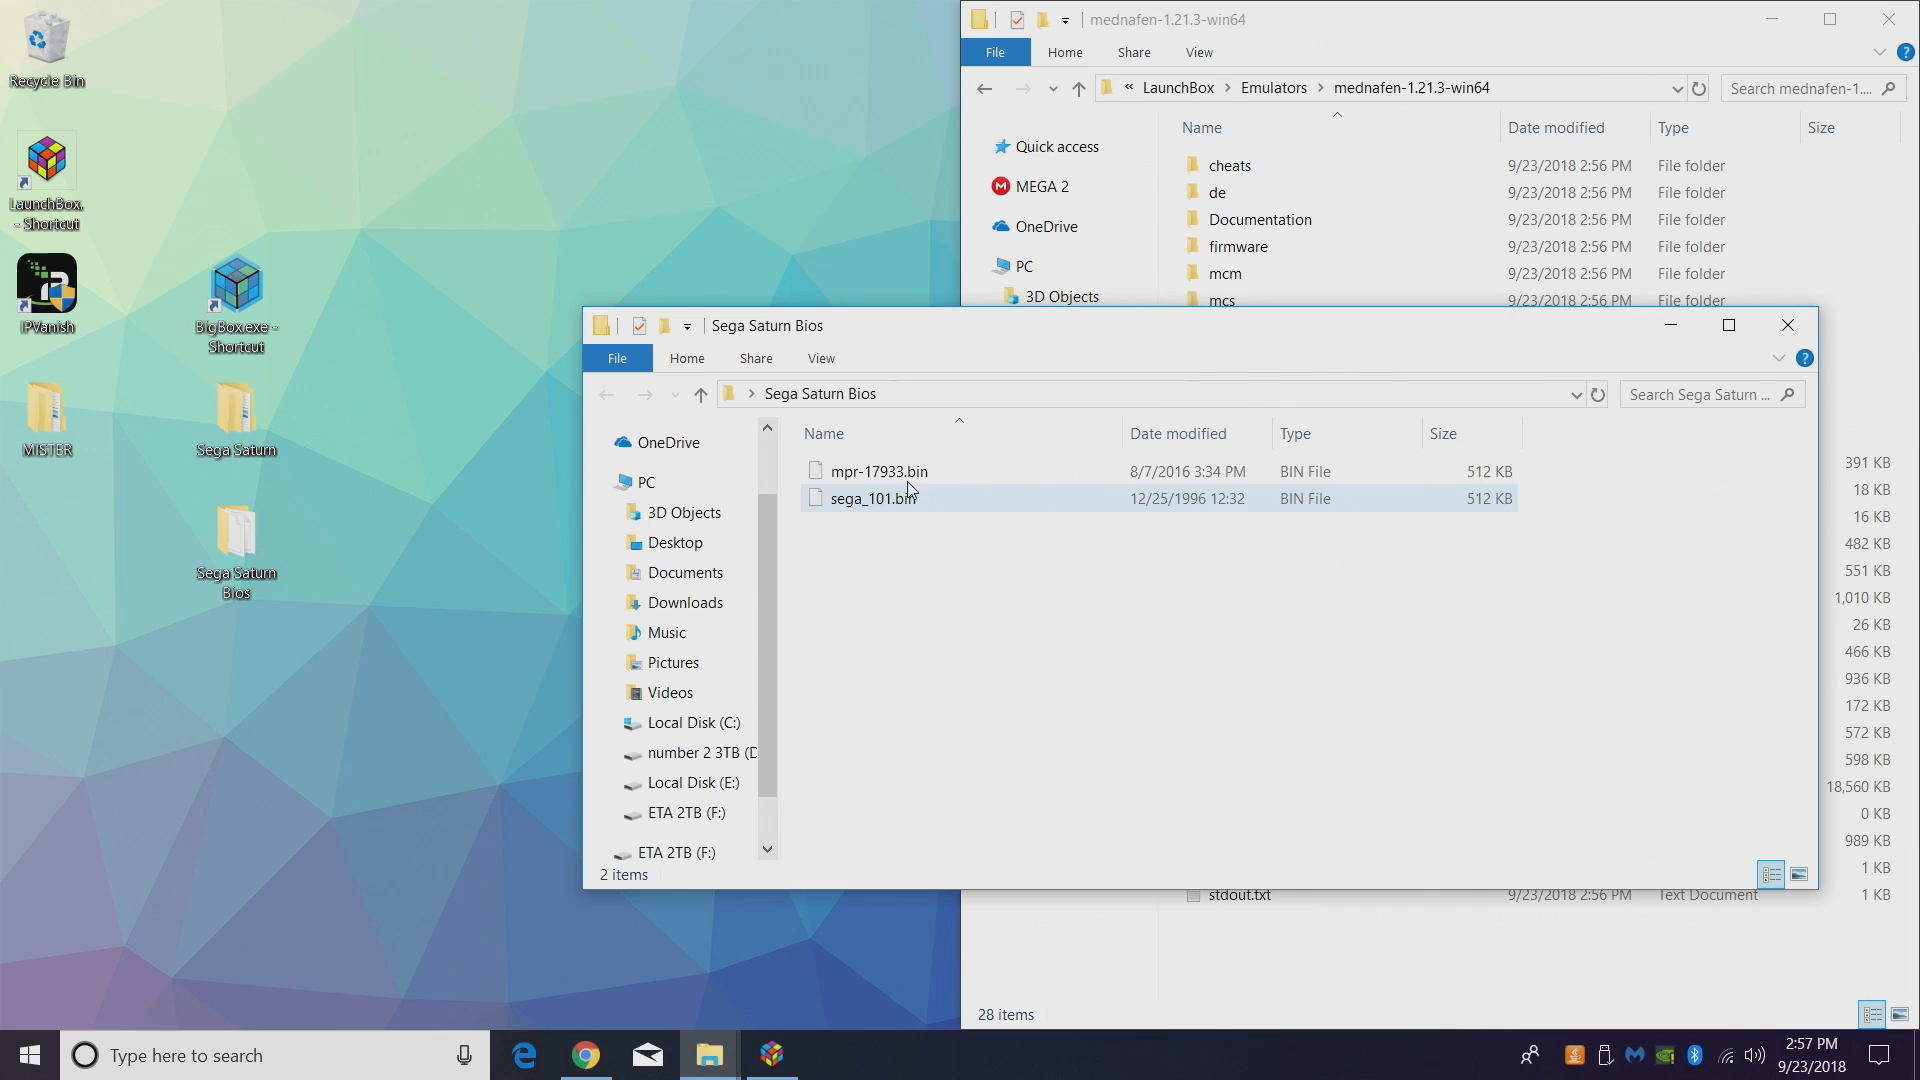 Recycle Bin
LaunchBox.
- Shortcut
IPVanish
BigBox.exe -
Shortcut
MISTER
Sega Saturn
Sega Saturn
Bios
mednafen-1.21.3-win64
File
Home
Share
View
« LaunchBox > Emulators > mednafen-1.21.3-win64
Search mednafen-1....
Name
Date modified
Type
Size
Quick access
MEGA 2
OneDrive
PC
3D Objects
cheats 9/23/2018 2:56 PM File folder
de 9/23/2018 2:56 PM File folder
Documentation 9/23/2018 2:56 PM File folder
firmware 9/23/2018 2:56 PM File folder
mcm 9/23/2018 2:56 PM File folder
mcs 9/23/2018 2:56 PM File folder
Sega Saturn Bios
File
Home
Share
View
> Sega Saturn Bios
Search Sega Saturn ...
Name
Date modified
Type
Size
mpr-17933.bin 8/7/2016 3:34 PM BIN File 512 KB
sega_101.bin 12/25/1996 12:32 BIN File 512 KB
OneDrive
PC
3D Objects
Desktop
Documents
Downloads
Music
Pictures
Videos
Local Disk (C:)
number 2 3TB (D
Local Disk (E:)
ETA 2TB (F:)
ETA 2TB (F:)
2 items
391 KB
18 KB
16 KB
482 KB
551 KB
1,010 KB
26 KB
466 KB
936 KB
172 KB
572 KB
598 KB
18,560 KB
0 KB
989 KB
1 KB
stdout.txt 9/23/2018 2:56 PM Text Document 1 KB
28 items
Type here to search
2:57 PM
9/23/2018